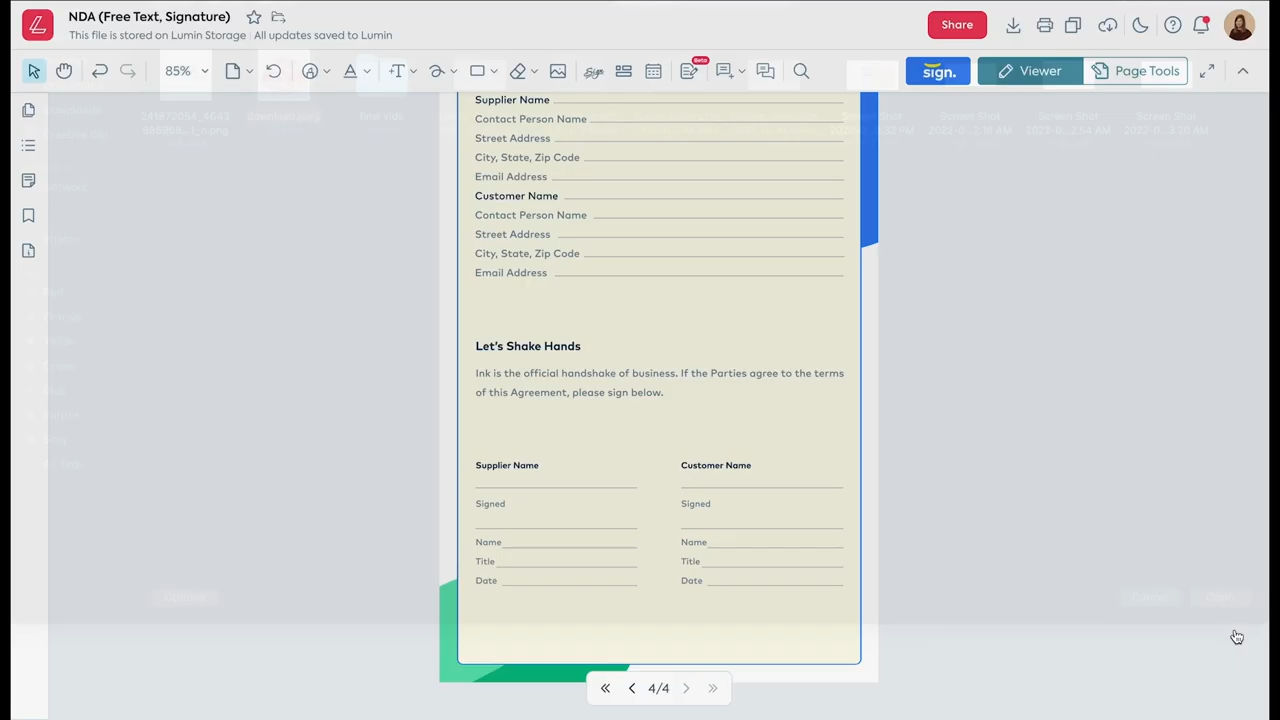 NDA (Free Text, Signature)
This file is stored on Lumin Storage All updates saved to Lumin
Share
85%
Beta
sign.
Viewer
Page Tools
Supplier Name
Contact Person Name
Street Address
City, State, Zip Code
Email Address
Customer Name
Contact Person Name
Street Address
City, State, Zip Code
Email Address
Let's Shake Hands
Ink is the official handshake of business. If the Parties agree to the terms
of this Agreement, please sign below.
Supplier Name Customer Name
Signed Signed
Name Name
Title Title
Date Date
4/4